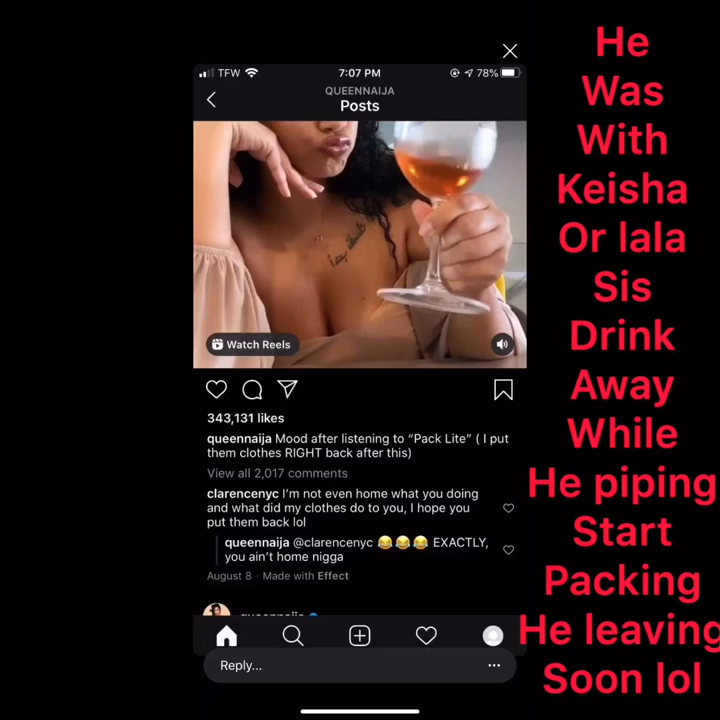 TFW
7:07 PM
78%
QUEENNAIJA
Posts
Watch Reels
343,131 likes
queennaija Mood after listening to “Pack Lite” ( I put
them clothes RIGHT back after this)
View all 2,017 comments
clarencenyc I’m not even home what you doing
and what did my clothes do to you, I hope you
put them back lol
queennaija @clarencenyc 😂😂😂 EXACTLY,
you ain’t home nigga
August 8 · Made with Effect
queennaija
Reply...
He
Was
With
Keisha
Or lala
Sis
Drink
Away
While
He piping
Start
Packing
He leaving
Soon lol